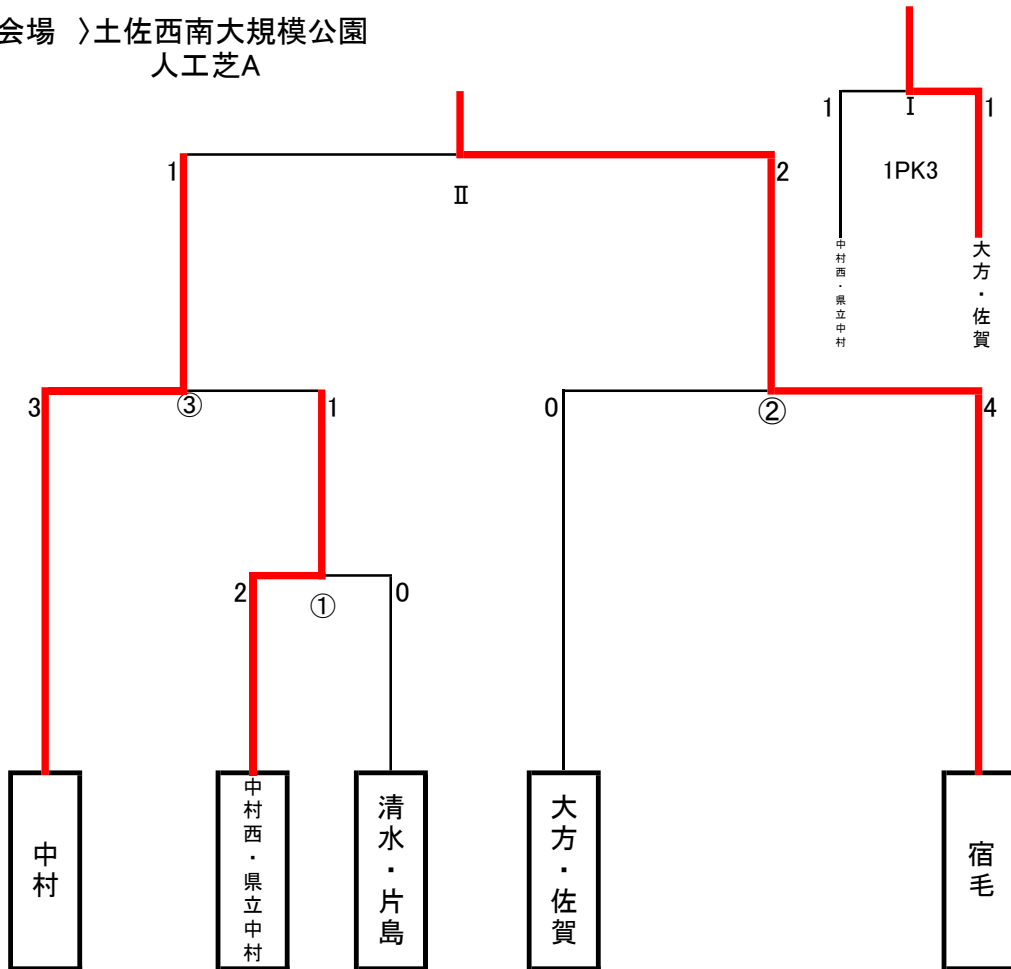 会場 〉土佐西南大規模公園
人工芝A
1
Ⅰ
1
1PK3
中村西・県立中村
大方・佐賀
1
Ⅱ
2
3
③
1
0
②
4
2
①
0
中村
中村西・県立中村
清水・片島
大方・佐賀
宿毛